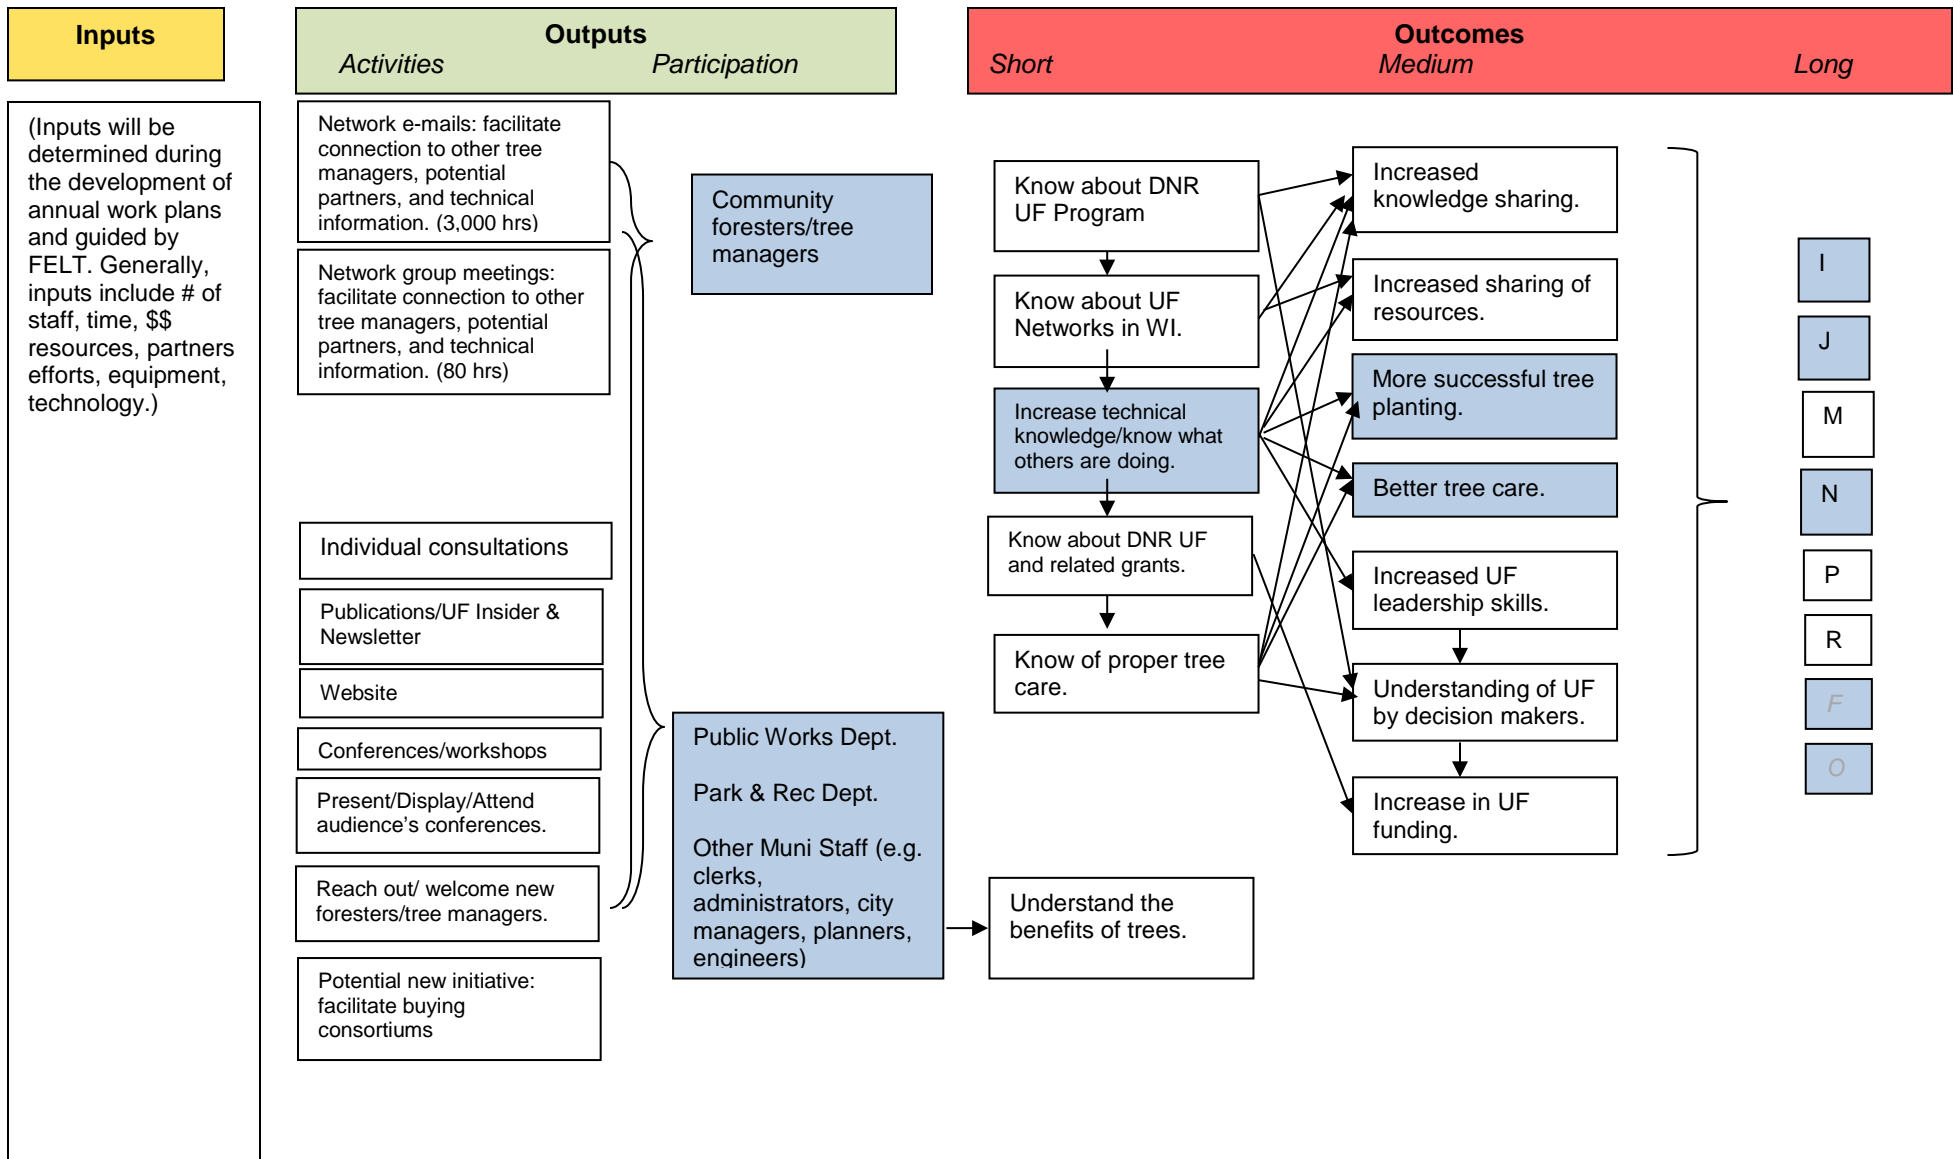 Inputs
Outputs
Activities Participation
Outcomes
Short Medium Long
(Inputs will be
determined during
the development of
annual work plans
and guided by
FELT. Generally,
inputs include # of
staff, time, $$
resources, partners
efforts, equipment,
technology.)
Network e-mails: facilitate
connection to other tree
managers, potential
partners, and technical
information. (3,000 hrs)
Network group meetings:
facilitate connection to other
tree managers, potential
partners, and technical
information. (80 hrs)
Individual consultations
Publications/UF Insider &
Newsletter
Website
Conferences/workshops
Present/Display/Attend
audience's conferences.
Reach out/ welcome new
foresters/tree managers.
Potential new initiative:
facilitate buying
consortiums
Community
foresters/tree
managers
Public Works Dept.
Park & Rec Dept.
Other Muni Staff (e.g.
clerks,
administrators, city
managers, planners,
engineers)
Know about DNR
UF Program
Know about UF
Networks in WI.
Increase technical
knowledge/know what
others are doing.
Know about DNR UF
and related grants.
Know of proper tree
care.
Understand the
benefits of trees.
Increased
knowledge sharing.
Increased sharing of
resources.
More successful tree
planting.
Better tree care.
Increased UF
leadership skills.
Understanding of UF
by decision makers.
Increase in UF
funding.
I
J
M
N
P
R
F
O